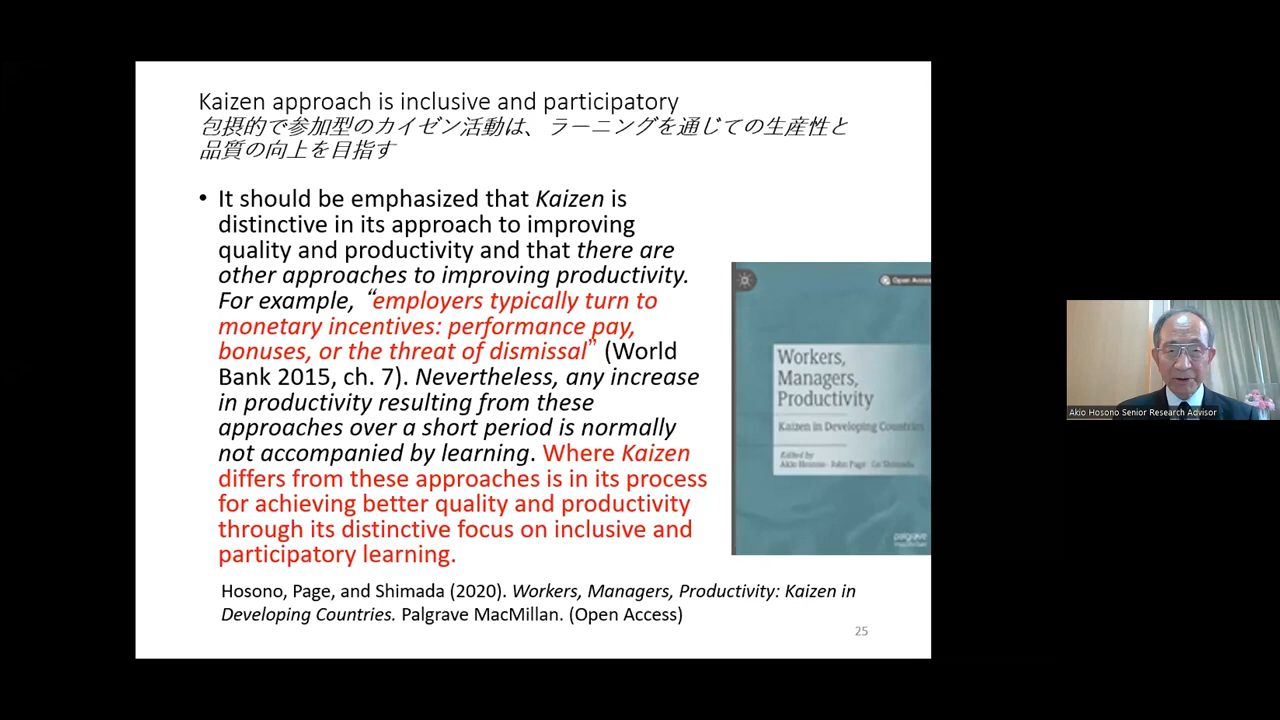 Kaizen approach is inclusive and participatory
包摂的で参加型のカイゼン活動は、ラーニングを通じての生産性と
品質の向上を目指す
• It should be emphasized that Kaizen is
distinctive in its approach to improving
quality and productivity and that there are
other approaches to improving productivity.
For example, “employers typically turn to
monetary incentives: performance pay,
bonuses, or the threat of dismissal” (World
Bank 2015, ch. 7). Nevertheless, any increase
in productivity resulting from these
approaches over a short period is normally
not accompanied by learning. Where Kaizen
differs from these approaches is in its process
for achieving better quality and productivity
through its distinctive focus on inclusive and
participatory learning.
Open Access
Workers,
Managers,
Productivity
Kaizen in Developing Countries
Edited by
Akio Hosono · John Page · Go Shimada
palgrave
macmillan
Hosono, Page, and Shimada (2020). Workers, Managers, Productivity: Kaizen in
Developing Countries. Palgrave MacMillan. (Open Access)
25
Akio Hosono Senior Research Advisor